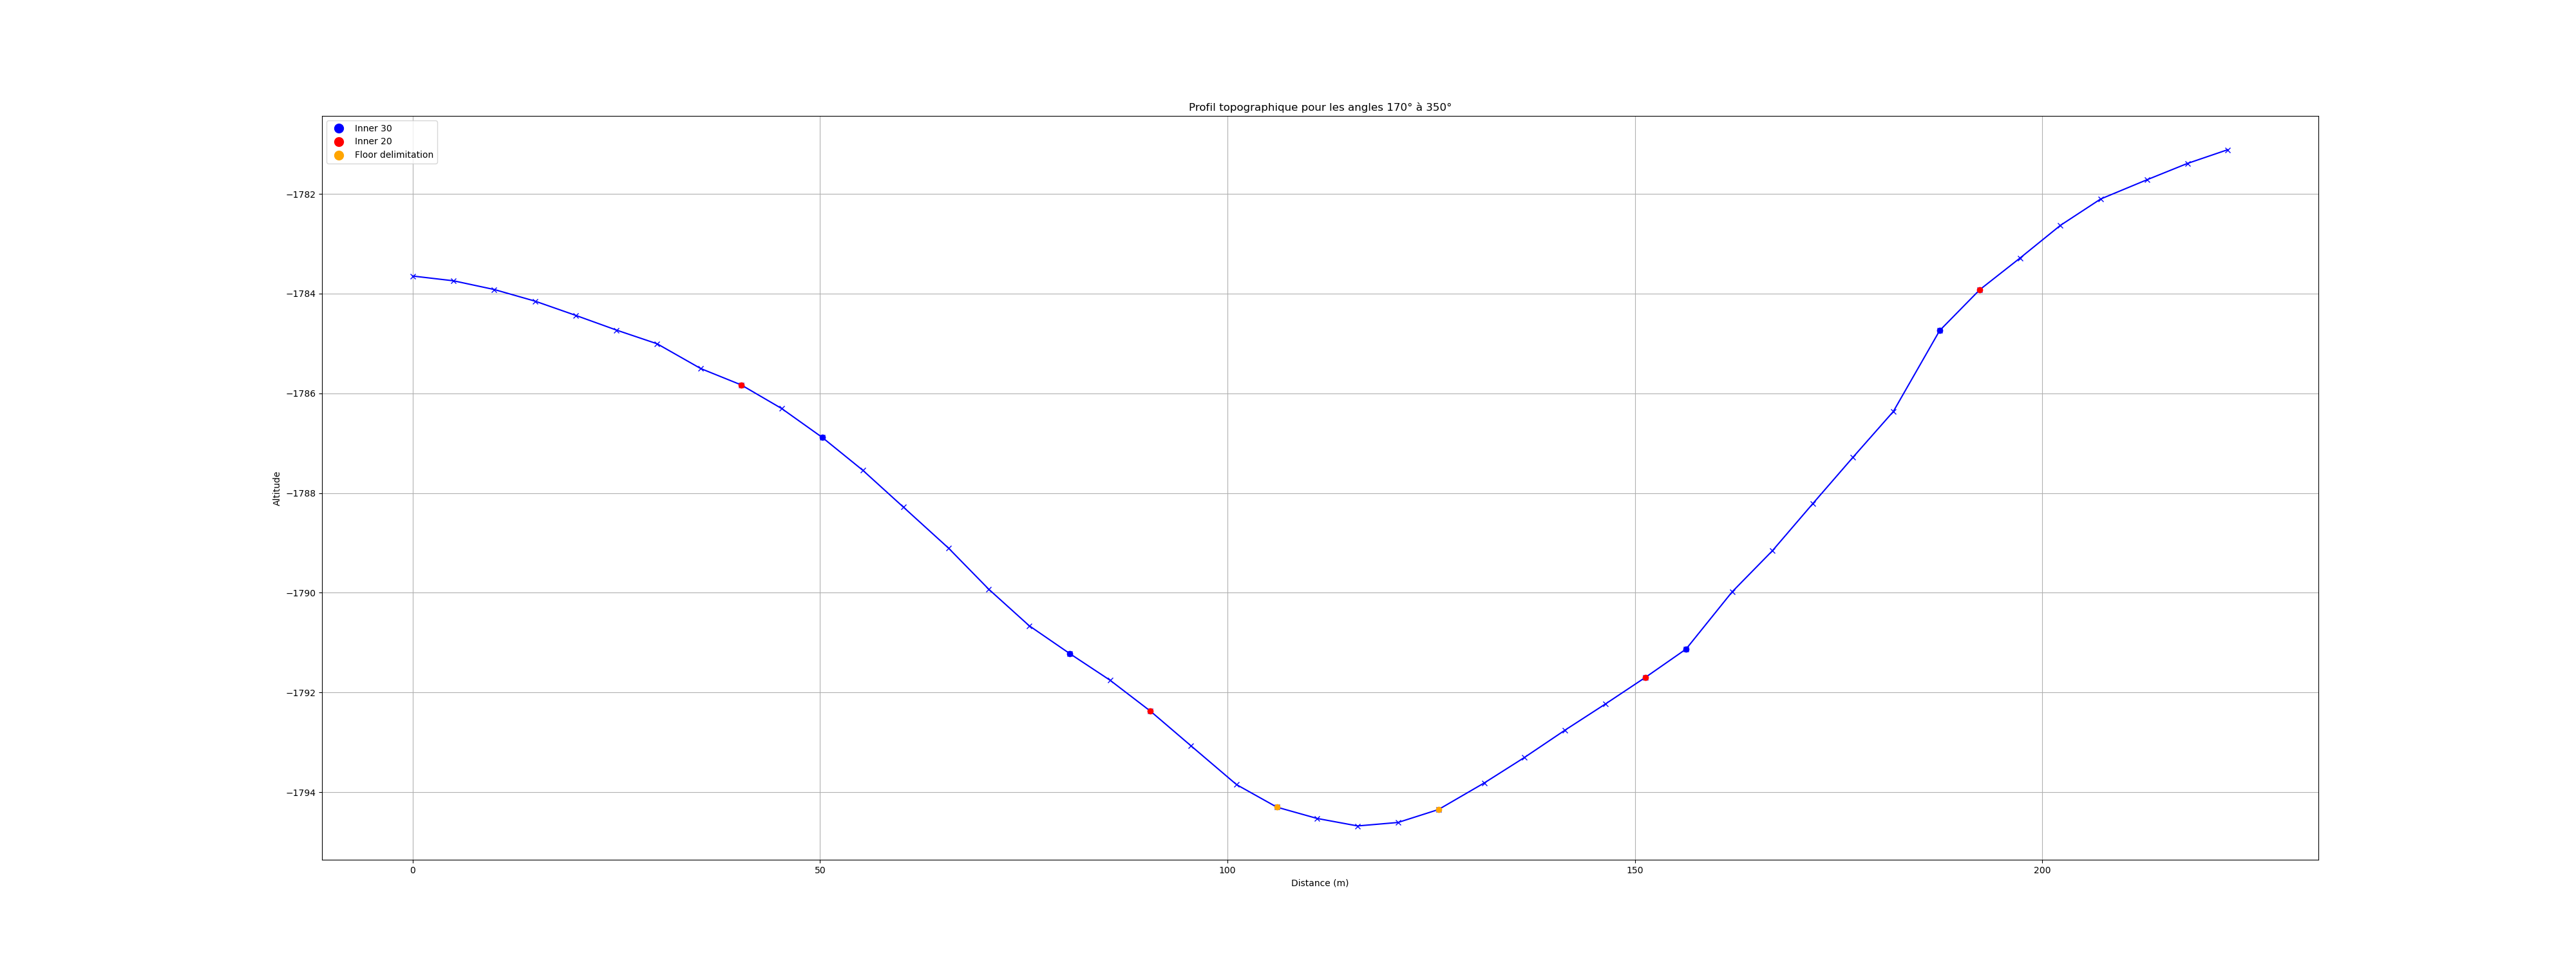 Profil topographique pour les angles 170° à 350°
Inner 30
Inner 20
Floor delimitation
Altitude
−1782
−1784
−1786
−1788
−1790
−1792
−1794
0 50 100 150 200
Distance (m)